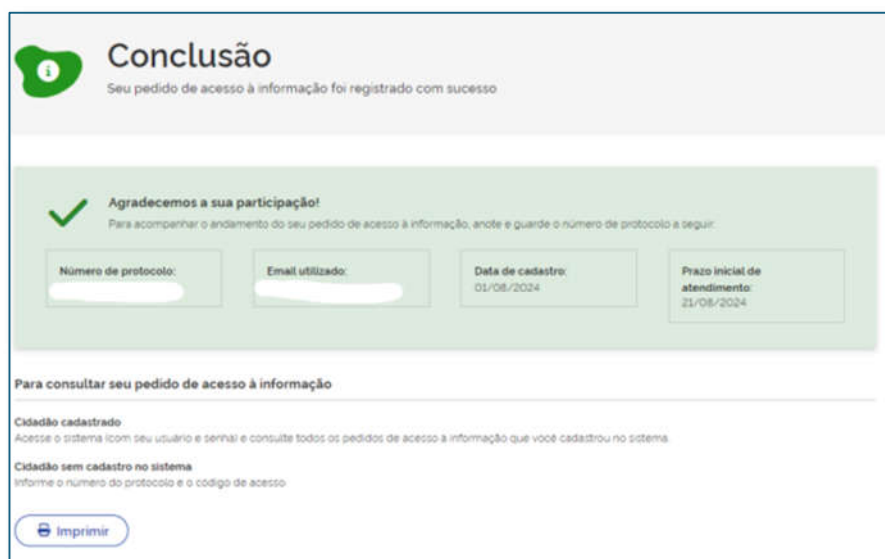 Conclusão
Seu pedido de acesso à informação foi registrado com sucesso
Agradecemos a sua participação!
Para acompanhar o andamento do seu pedido de acesso à informação, anote e guarde o número de protocolo a seguir:
Número de protocolo:
Email utilizado:
Data de cadastro:
01/08/2024
Prazo inicial de
atendimento:
21/08/2024
Para consultar seu pedido de acesso à informação
Cidadão cadastrado
Acesse o sistema (com seu usuário e senha) e consulte todos os pedidos de acesso à informação que você cadastrou no sistema.
Cidadão sem cadastro no sistema
Informe o número do protocolo e o código de acesso
Imprimir